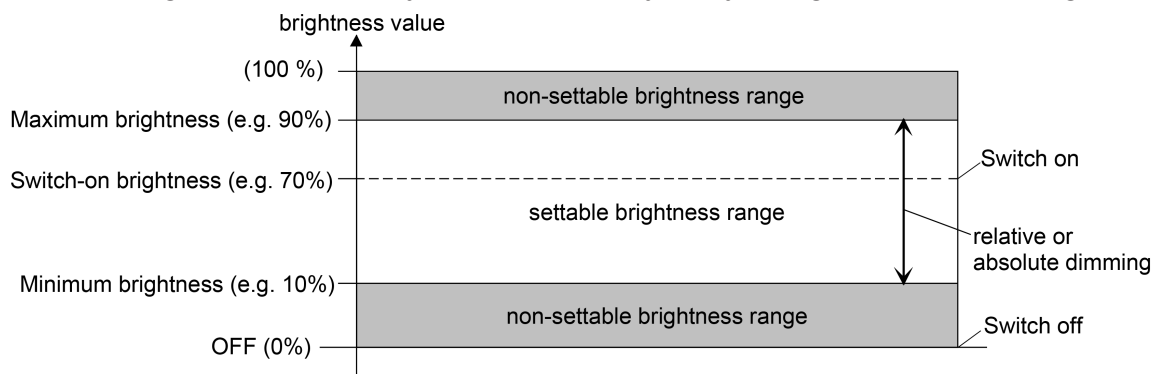 brightness value
(100 %)
non-settable brightness range
Maximum brightness (e.g. 90%)
Switch on
Switch-on brightness (e.g. 70%)
settable brightness range
relative or
absolute dimming
Minimum brightness (e.g. 10%)
non-settable brightness range
Switch off
OFF (0%)